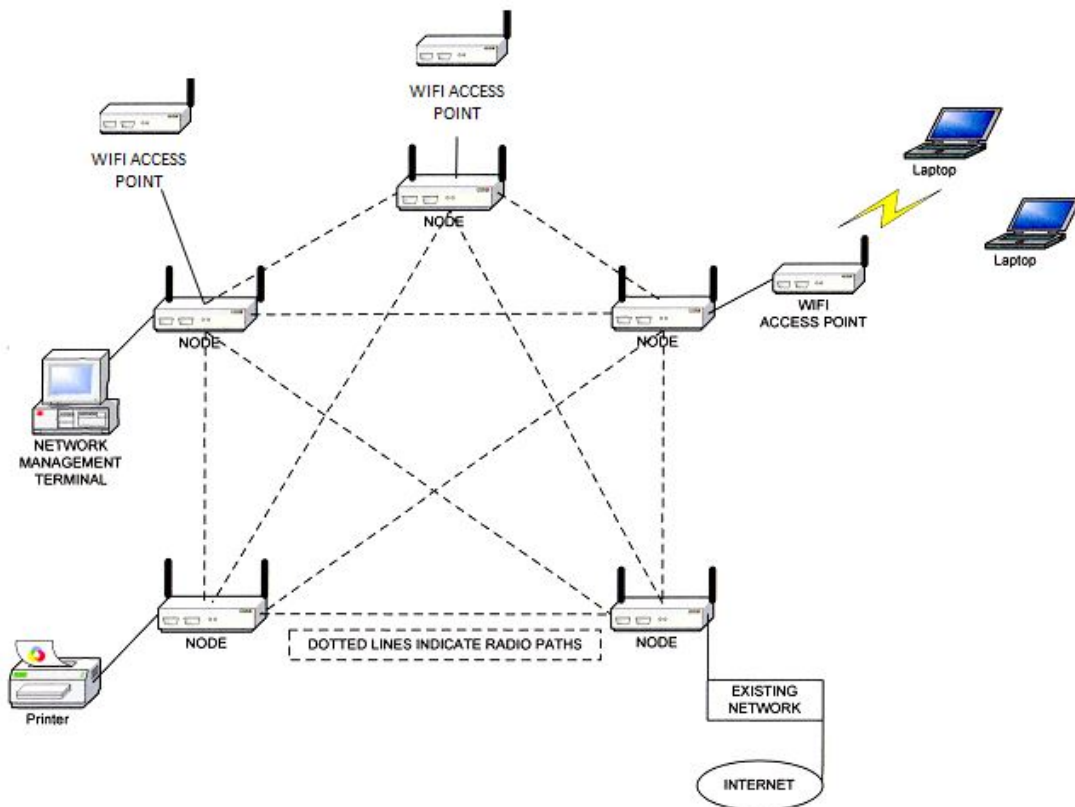 WIFI ACCESS
POINT
WIFI ACCESS
POINT
Laptop
NODE
Laptop
WIFI
ACCESS POINT
NODE
NODE
NETWORK
MANAGEMENT
TERMINAL
NODE
DOTTED LINES INDICATE RADIO PATHS
NODE
EXISTING
NETWORK
Printer
INTERNET